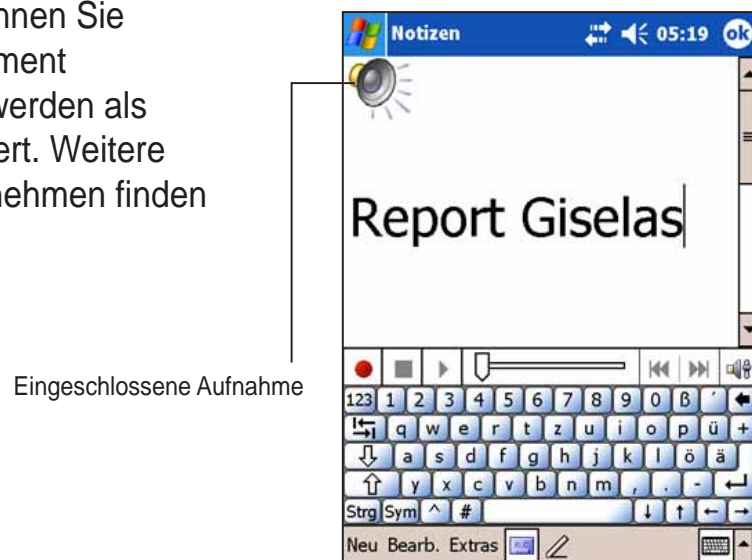 nnen Sie
ment
werden als
ert. Weitere
nehmen finden
Eingeschlossene Aufnahme
Notizen 05:19 ok
Report Giselas
123 1 2 3 4 5 6 7 8 9 0 ß ´
q w e r t z u i o p ü +
a s d f g h j k l ö ä
y x c v b n m , . -
Strg Sym ^ #
Neu Bearb. Extras